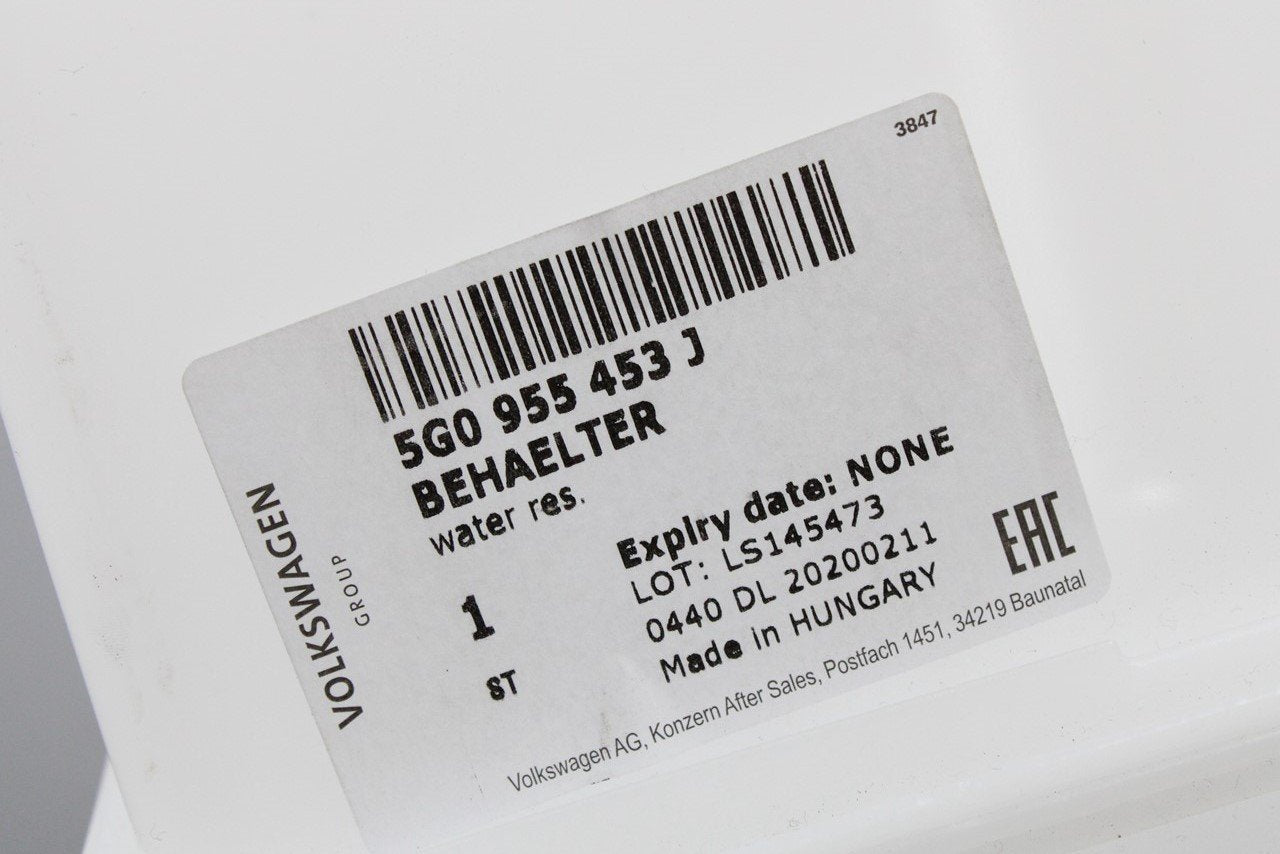 3847
5G0 955 453 J
BEHAELTER
water res.
Expiry date: NONE
LOT: LS145473
0440 DL 20200211
Made in HUNGARY
1
ST
EAC
VOLKSWAGEN
GROUP
Volkswagen AG, Konzern After Sales, Postfach 1451, 34219 Baunatal